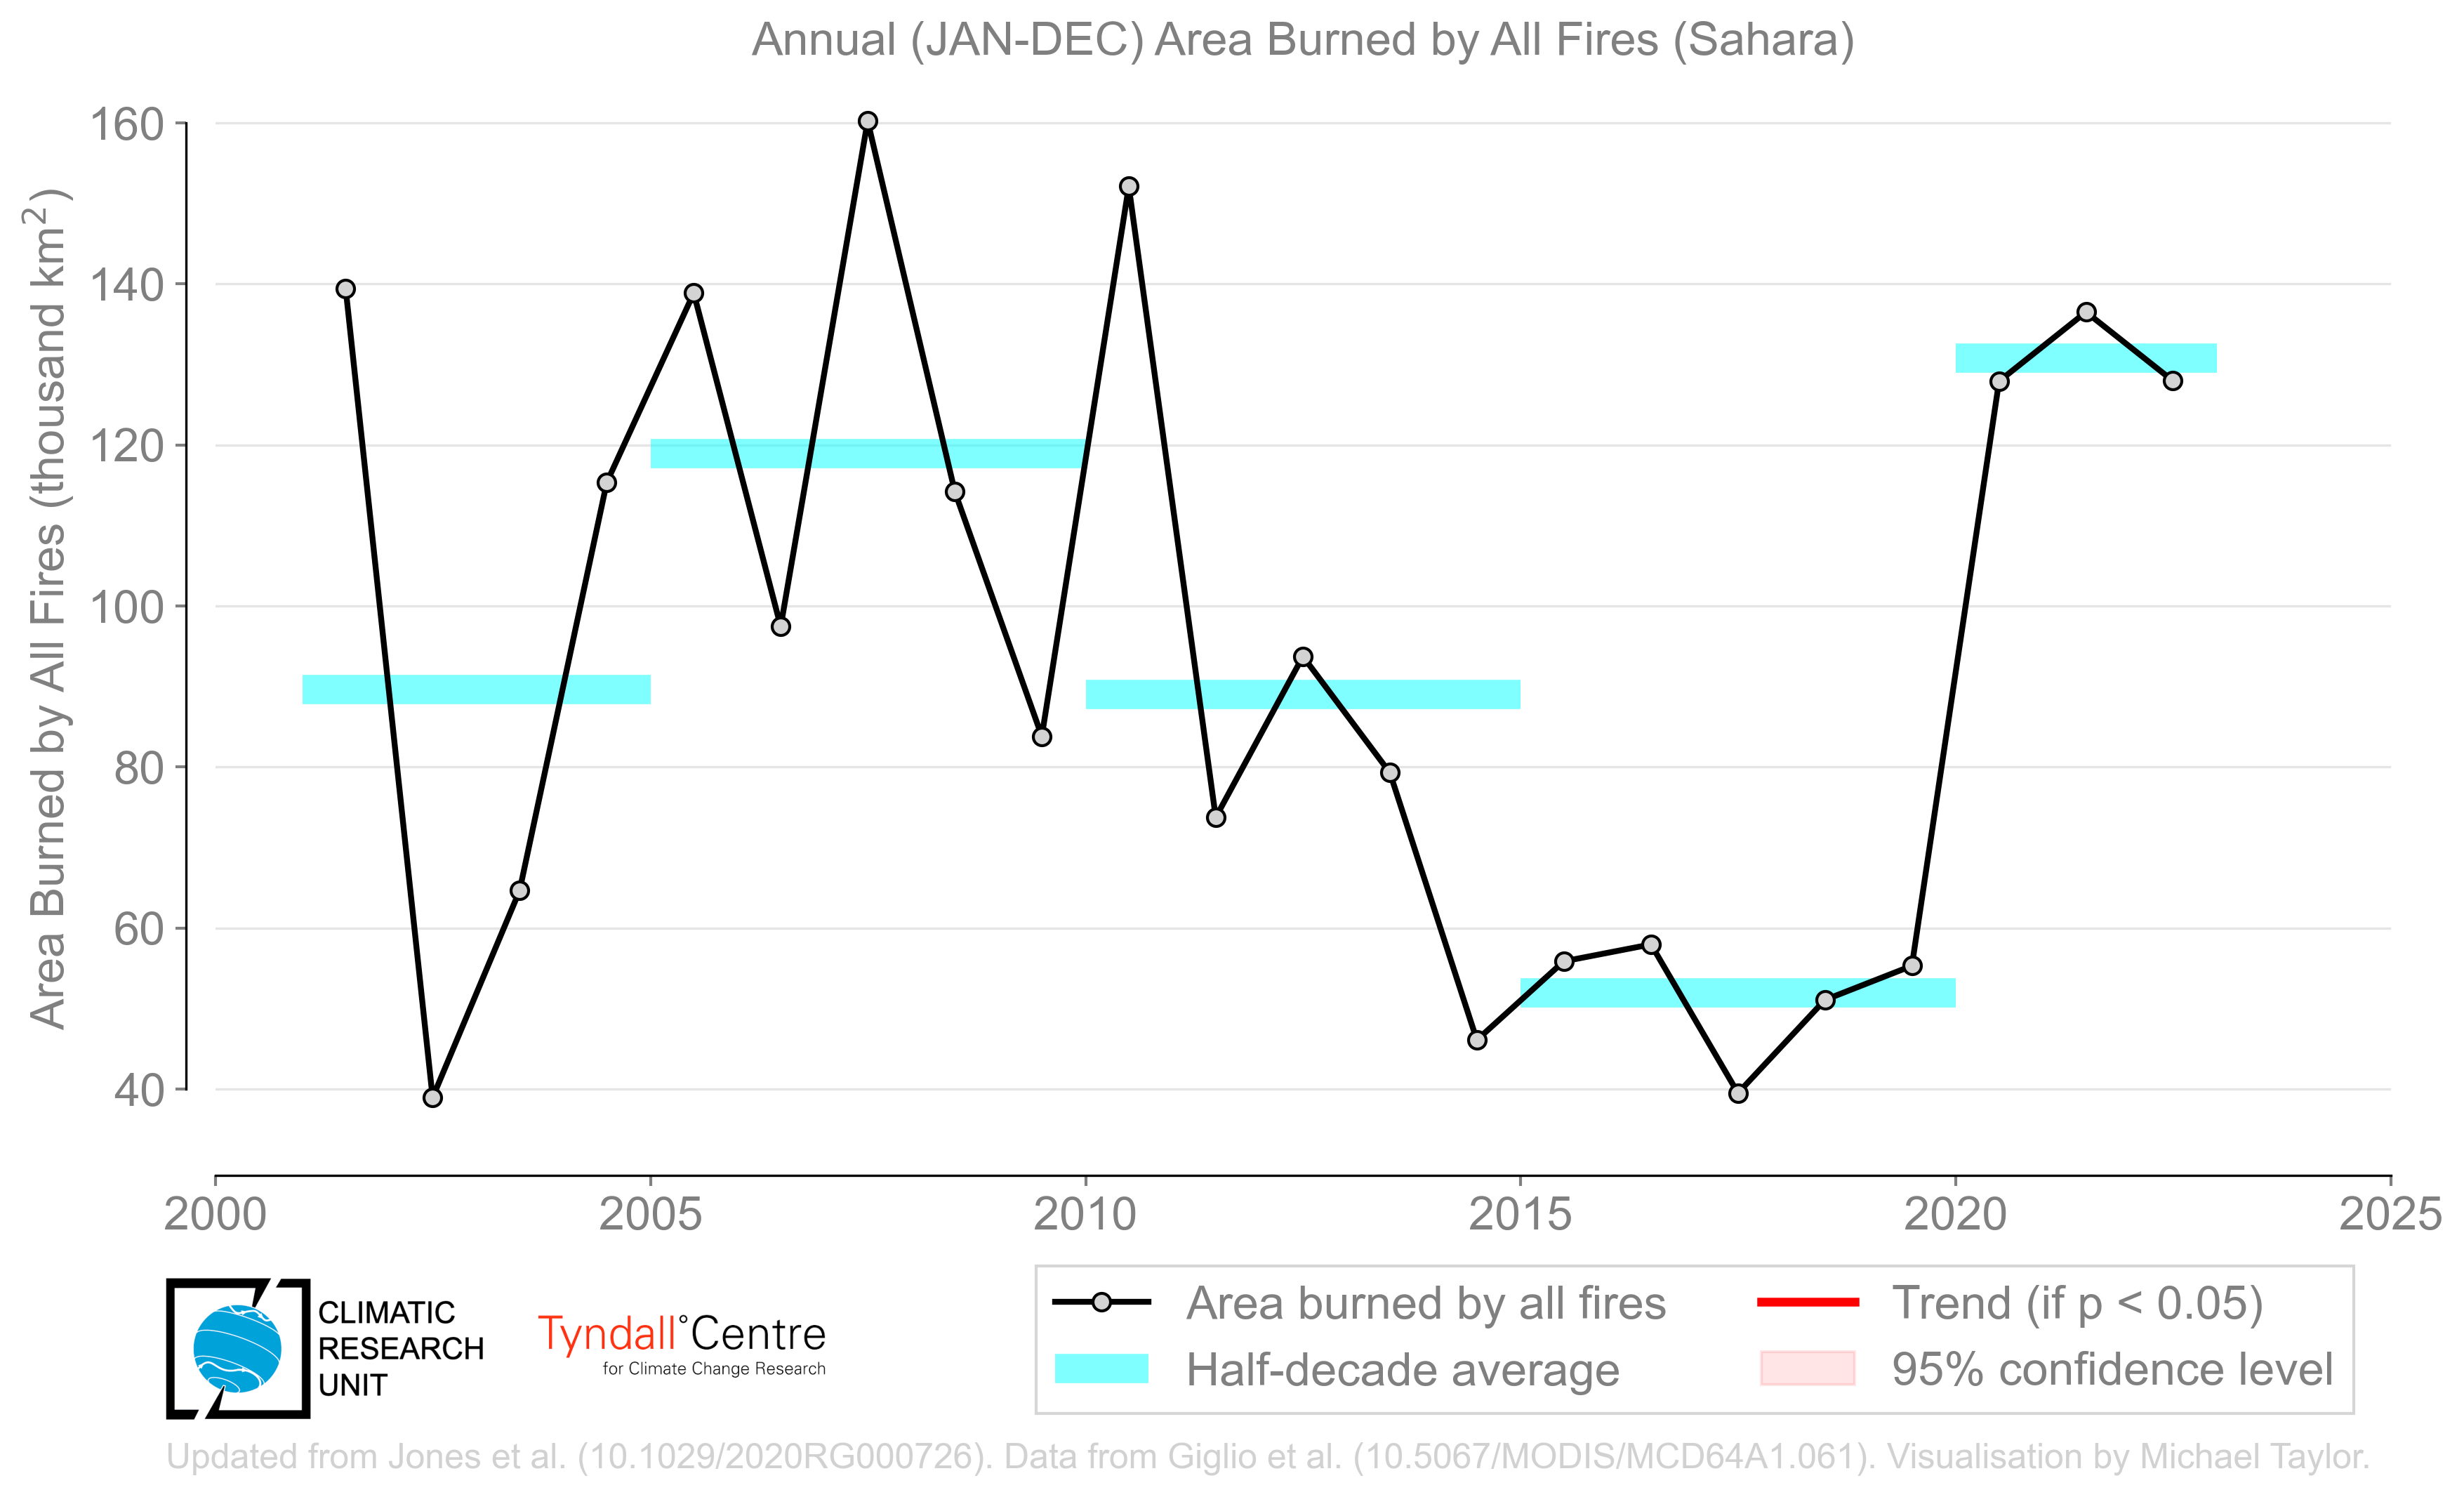 Annual (JAN-DEC) Area Burned by All Fires (Sahara)
Area Burned by All Fires (thousand km²)
160
140
120
100
80
60
40
2000 2005 2010 2015 2020 2025
CLIMATIC
RESEARCH
UNIT
Tyndall°Centre
for Climate Change Research
Area burned by all fires
Half-decade average
Trend (if p < 0.05)
95% confidence level
Updated from Jones et al. (10.1029/2020RG000726). Data from Giglio et al. (10.5067/MODIS/MCD64A1.061). Visualisation by Michael Taylor.